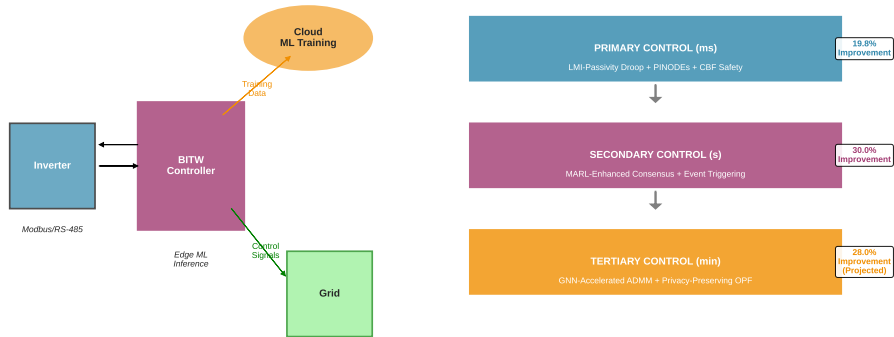 Cloud
ML Training
Training
Data
Inverter
BITW
Controller
Modbus/RS-485
Edge ML
Inference
Control
Signals
Grid
PRIMARY CONTROL (ms)
LMI-Passivity Droop + PINODEs + CBF Safety
19.8%
Improvement
SECONDARY CONTROL (s)
MARL-Enhanced Consensus + Event Triggering
30.0%
Improvement
TERTIARY CONTROL (min)
GNN-Accelerated ADMM + Privacy-Preserving OPF
28.0%
Improvement
(Projected)